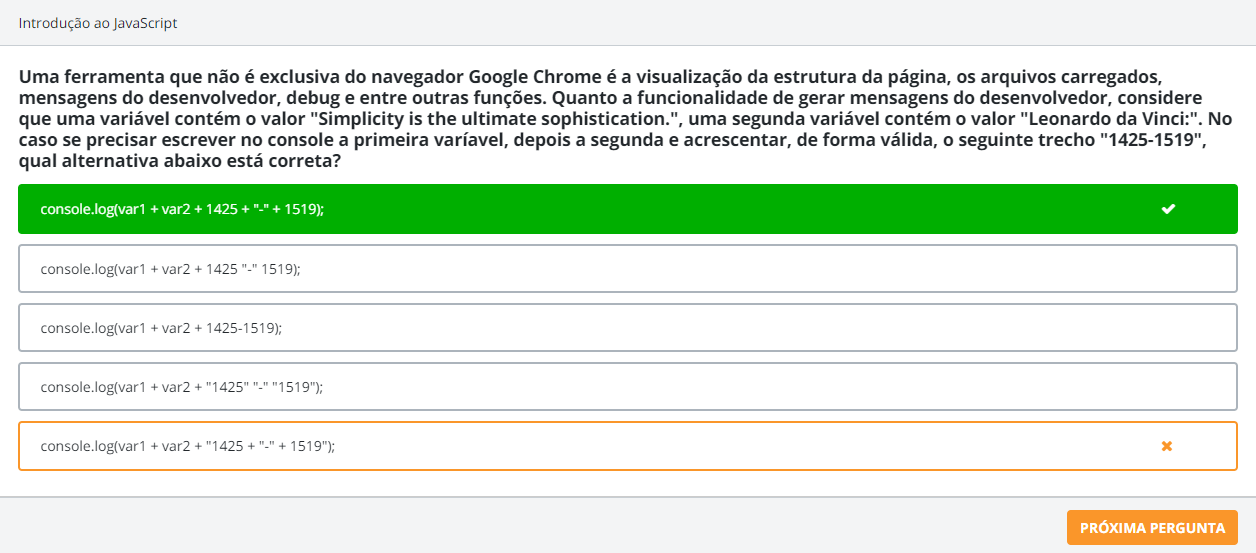 Introdução ao JavaScript
Uma ferramenta que não é exclusiva do navegador Google Chrome é a visualização da estrutura da página, os arquivos carregados,
mensagens do desenvolvedor, debug e entre outras funções. Quanto a funcionalidade de gerar mensagens do desenvolvedor, considere
que uma variável contém o valor "Simplicity is the ultimate sophistication.", uma segunda variável contém o valor "Leonardo da Vinci:". No
caso se precisar escrever no console a primeira varíavel, depois a segunda e acrescentar, de forma válida, o seguinte trecho "1425-1519",
qual alternativa abaixo está correta?
console.log(var1 + var2 + 1425 + "-" + 1519);
console.log(var1 + var2 + 1425 "-" 1519);
console.log(var1 + var2 + 1425-1519);
console.log(var1 + var2 + "1425" "-" "1519");
console.log(var1 + var2 + "1425 + "-" + 1519");
PRÓXIMA PERGUNTA